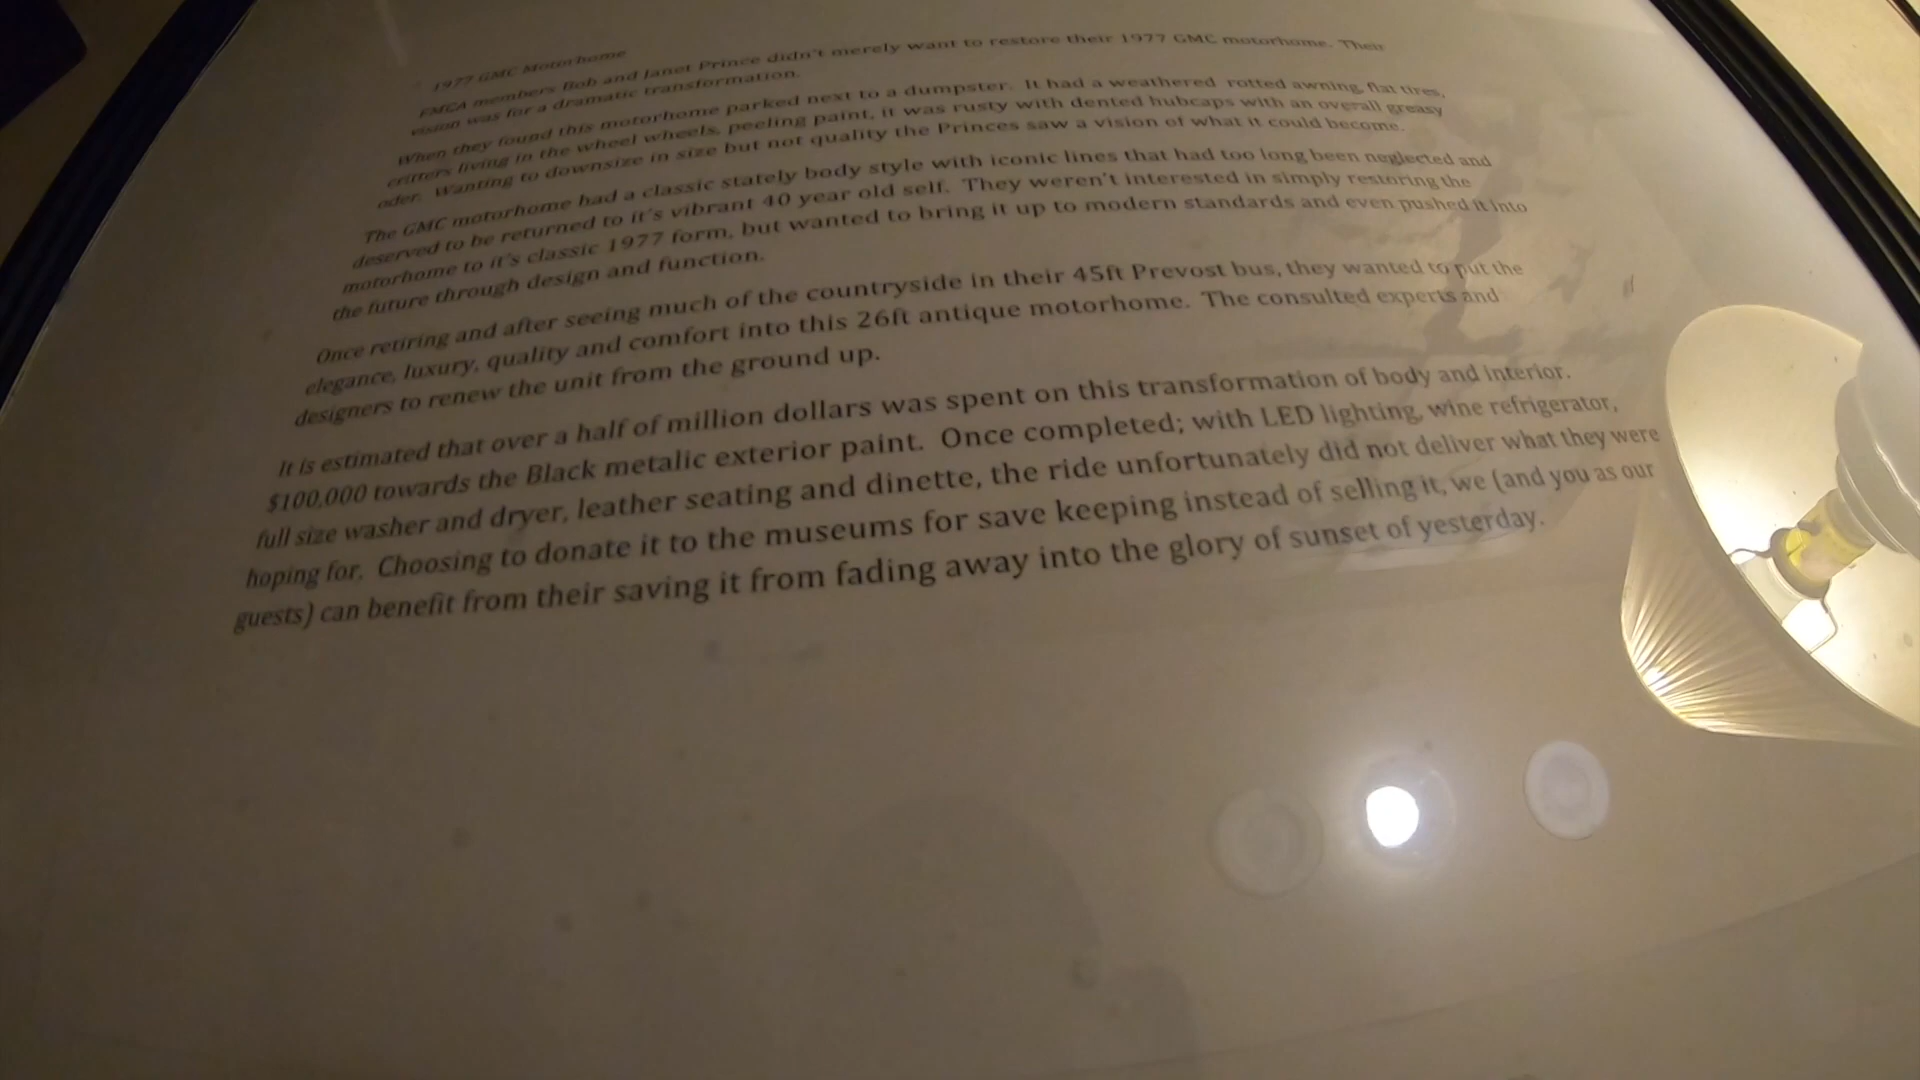 1977 GMC Motorhome
FMCA members Bob and Janet Prince didn't merely want to restore their 1977 GMC motorhome. Their
vision was for a dramatic transformation.
When they found this motorhome parked next to a dumpster. It had a weathered rotted awning, flat tires,
critters living in the wheel wheels, peeling paint, it was rusty with dented hubcaps with an overall greasy
oder. Wanting to downsize in size but not quality the Princes saw a vision of what it could become.
The GMC motorhome had a classic stately body style with iconic lines that had too long been neglected and
deserved to be returned to it's vibrant 40 year old self. They weren't interested in simply restoring the
motorhome to it's classic 1977 form, but wanted to bring it up to modern standards and even pushed it into
the future through design and function.
Once retiring and after seeing much of the countryside in their 45ft Prevost bus, they wanted to put the
elegance, luxury, quality and comfort into this 26ft antique motorhome. The consulted experts and
designers to renew the unit from the ground up.
It is estimated that over a half of million dollars was spent on this transformation of body and interior.
$100,000 towards the Black metalic exterior paint. Once completed; with LED lighting, wine refrigerator,
full size washer and dryer, leather seating and dinette, the ride unfortunately did not deliver what they were
hoping for. Choosing to donate it to the museums for save keeping instead of selling it, we (and you as our
guests) can benefit from their saving it from fading away into the glory of sunset of yesterday.